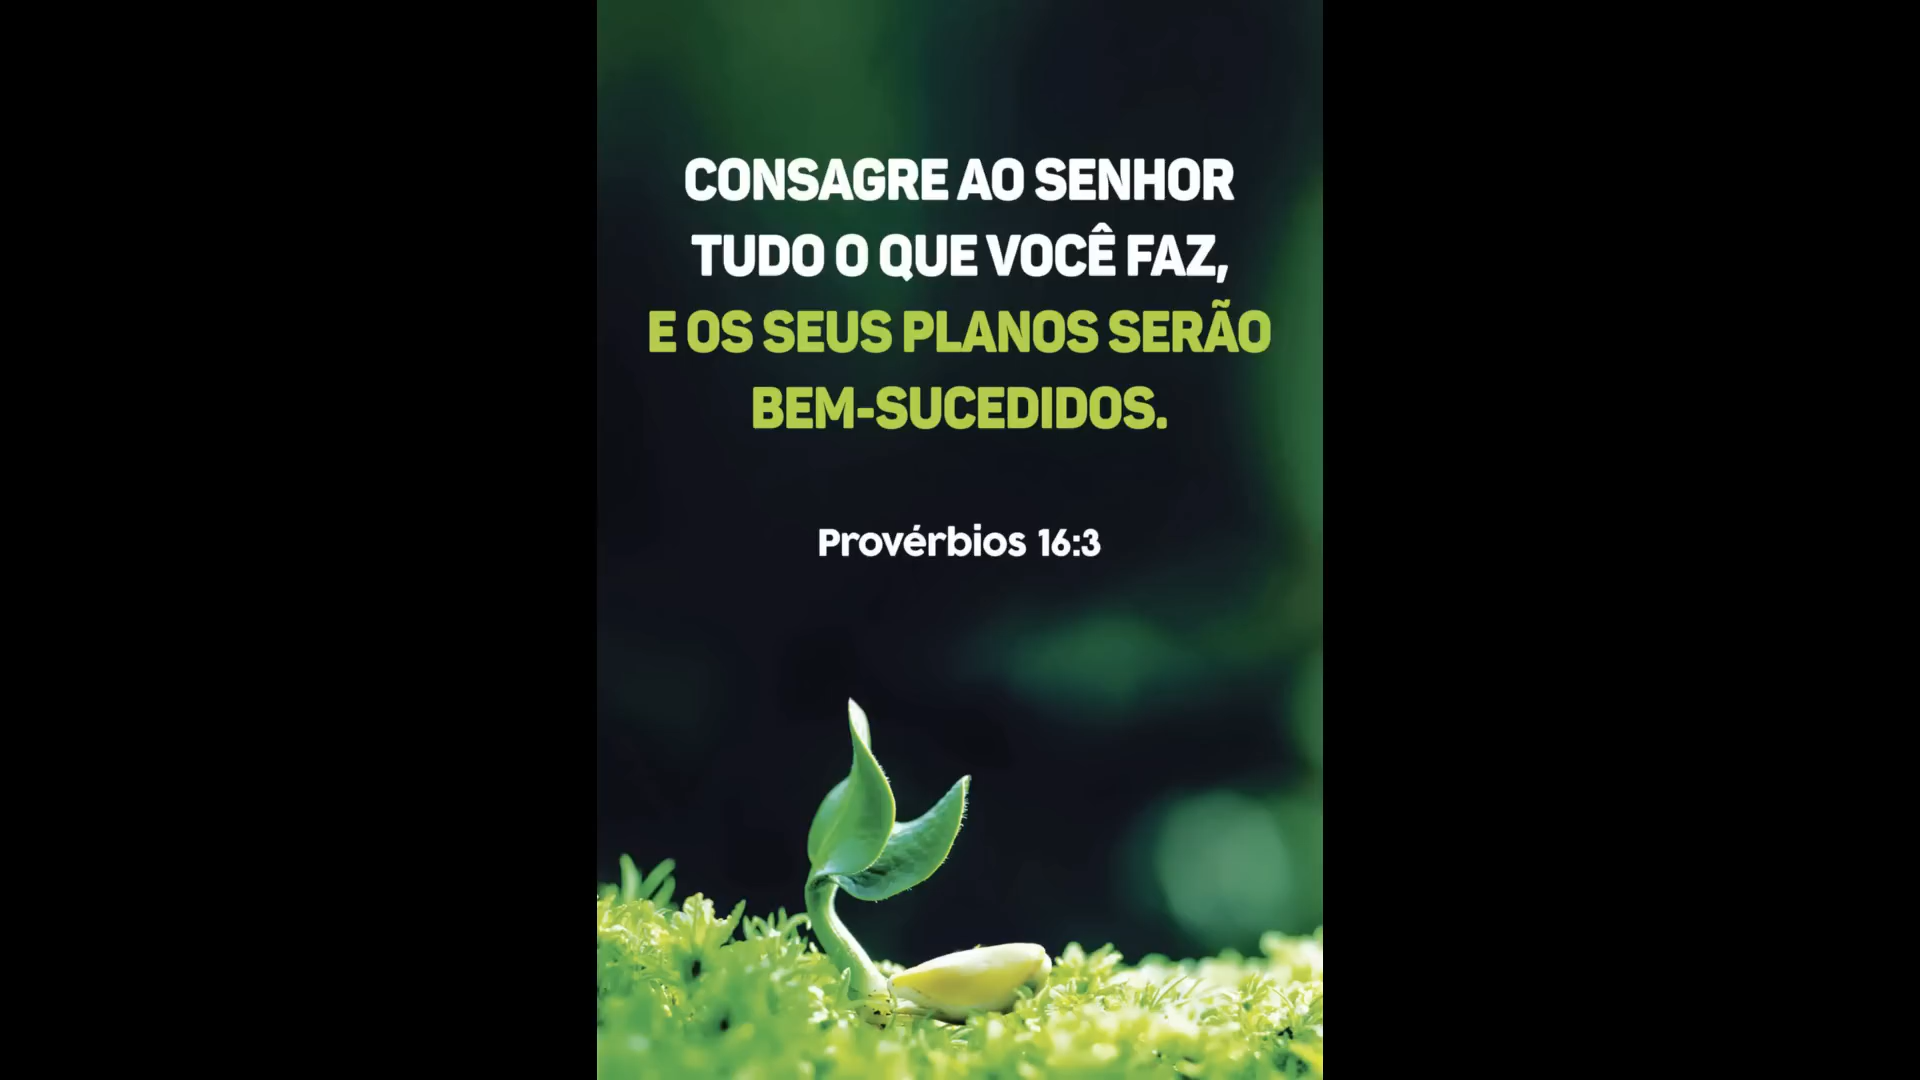 CONSAGRE AO SENHOR
TUDO O QUE VOCÊ FAZ,
E OS SEUS PLANOS SERÃO
BEM-SUCEDIDOS.
Provérbios 16:3